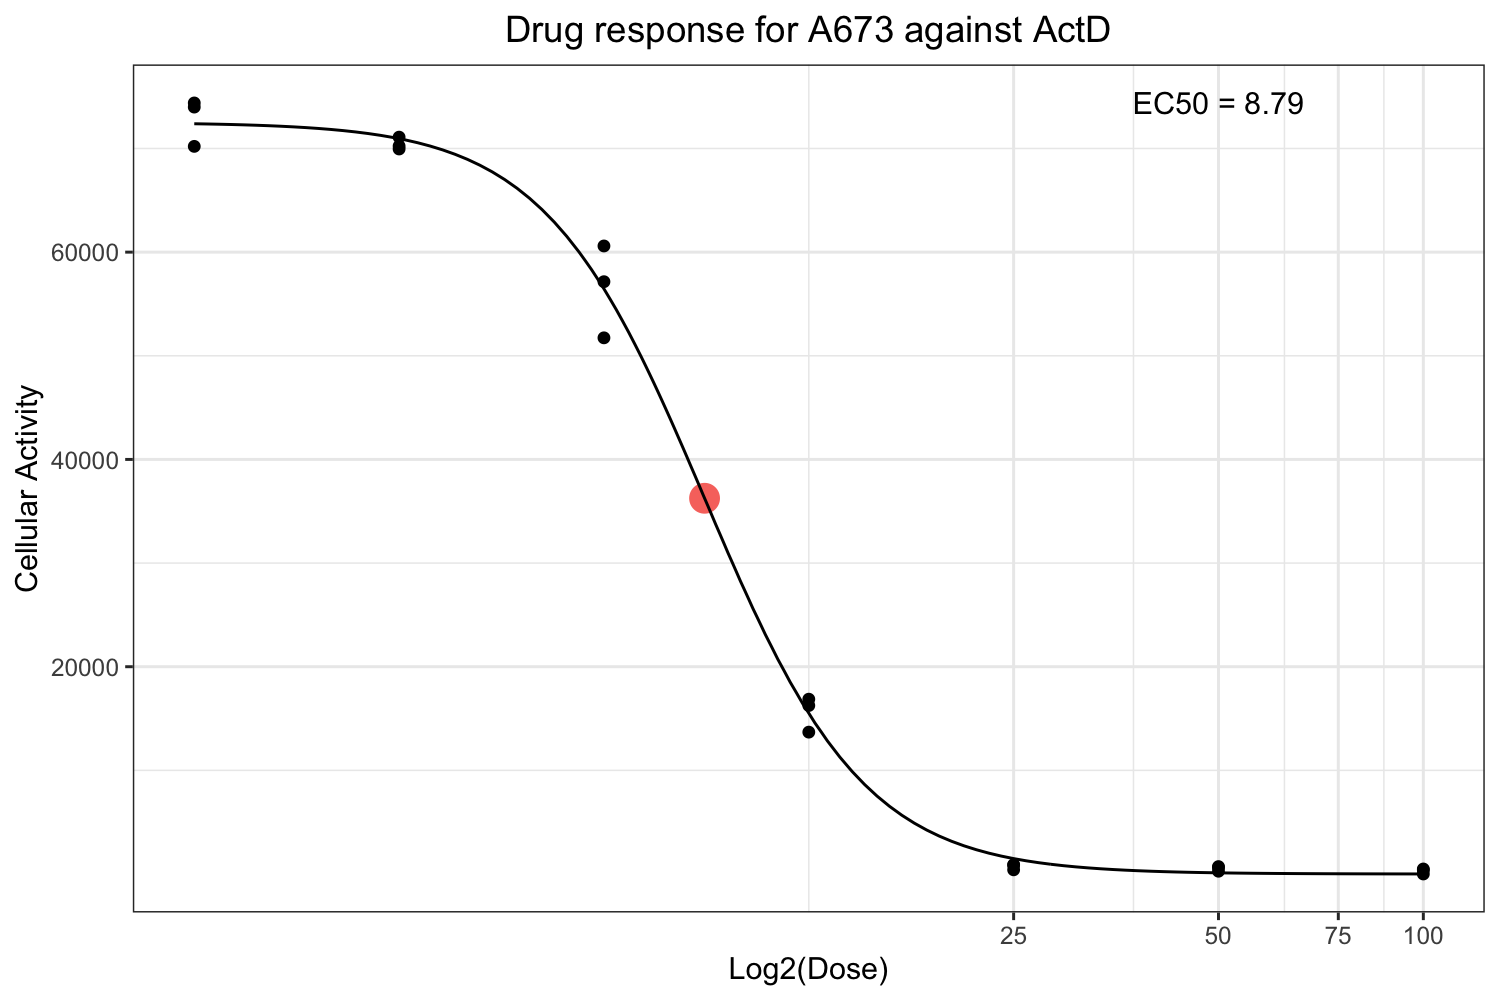 Drug response for A673 against ActD
EC50 = 8.79
60000
40000
20000
Cellular Activity
25 50 75 100
Log2(Dose)